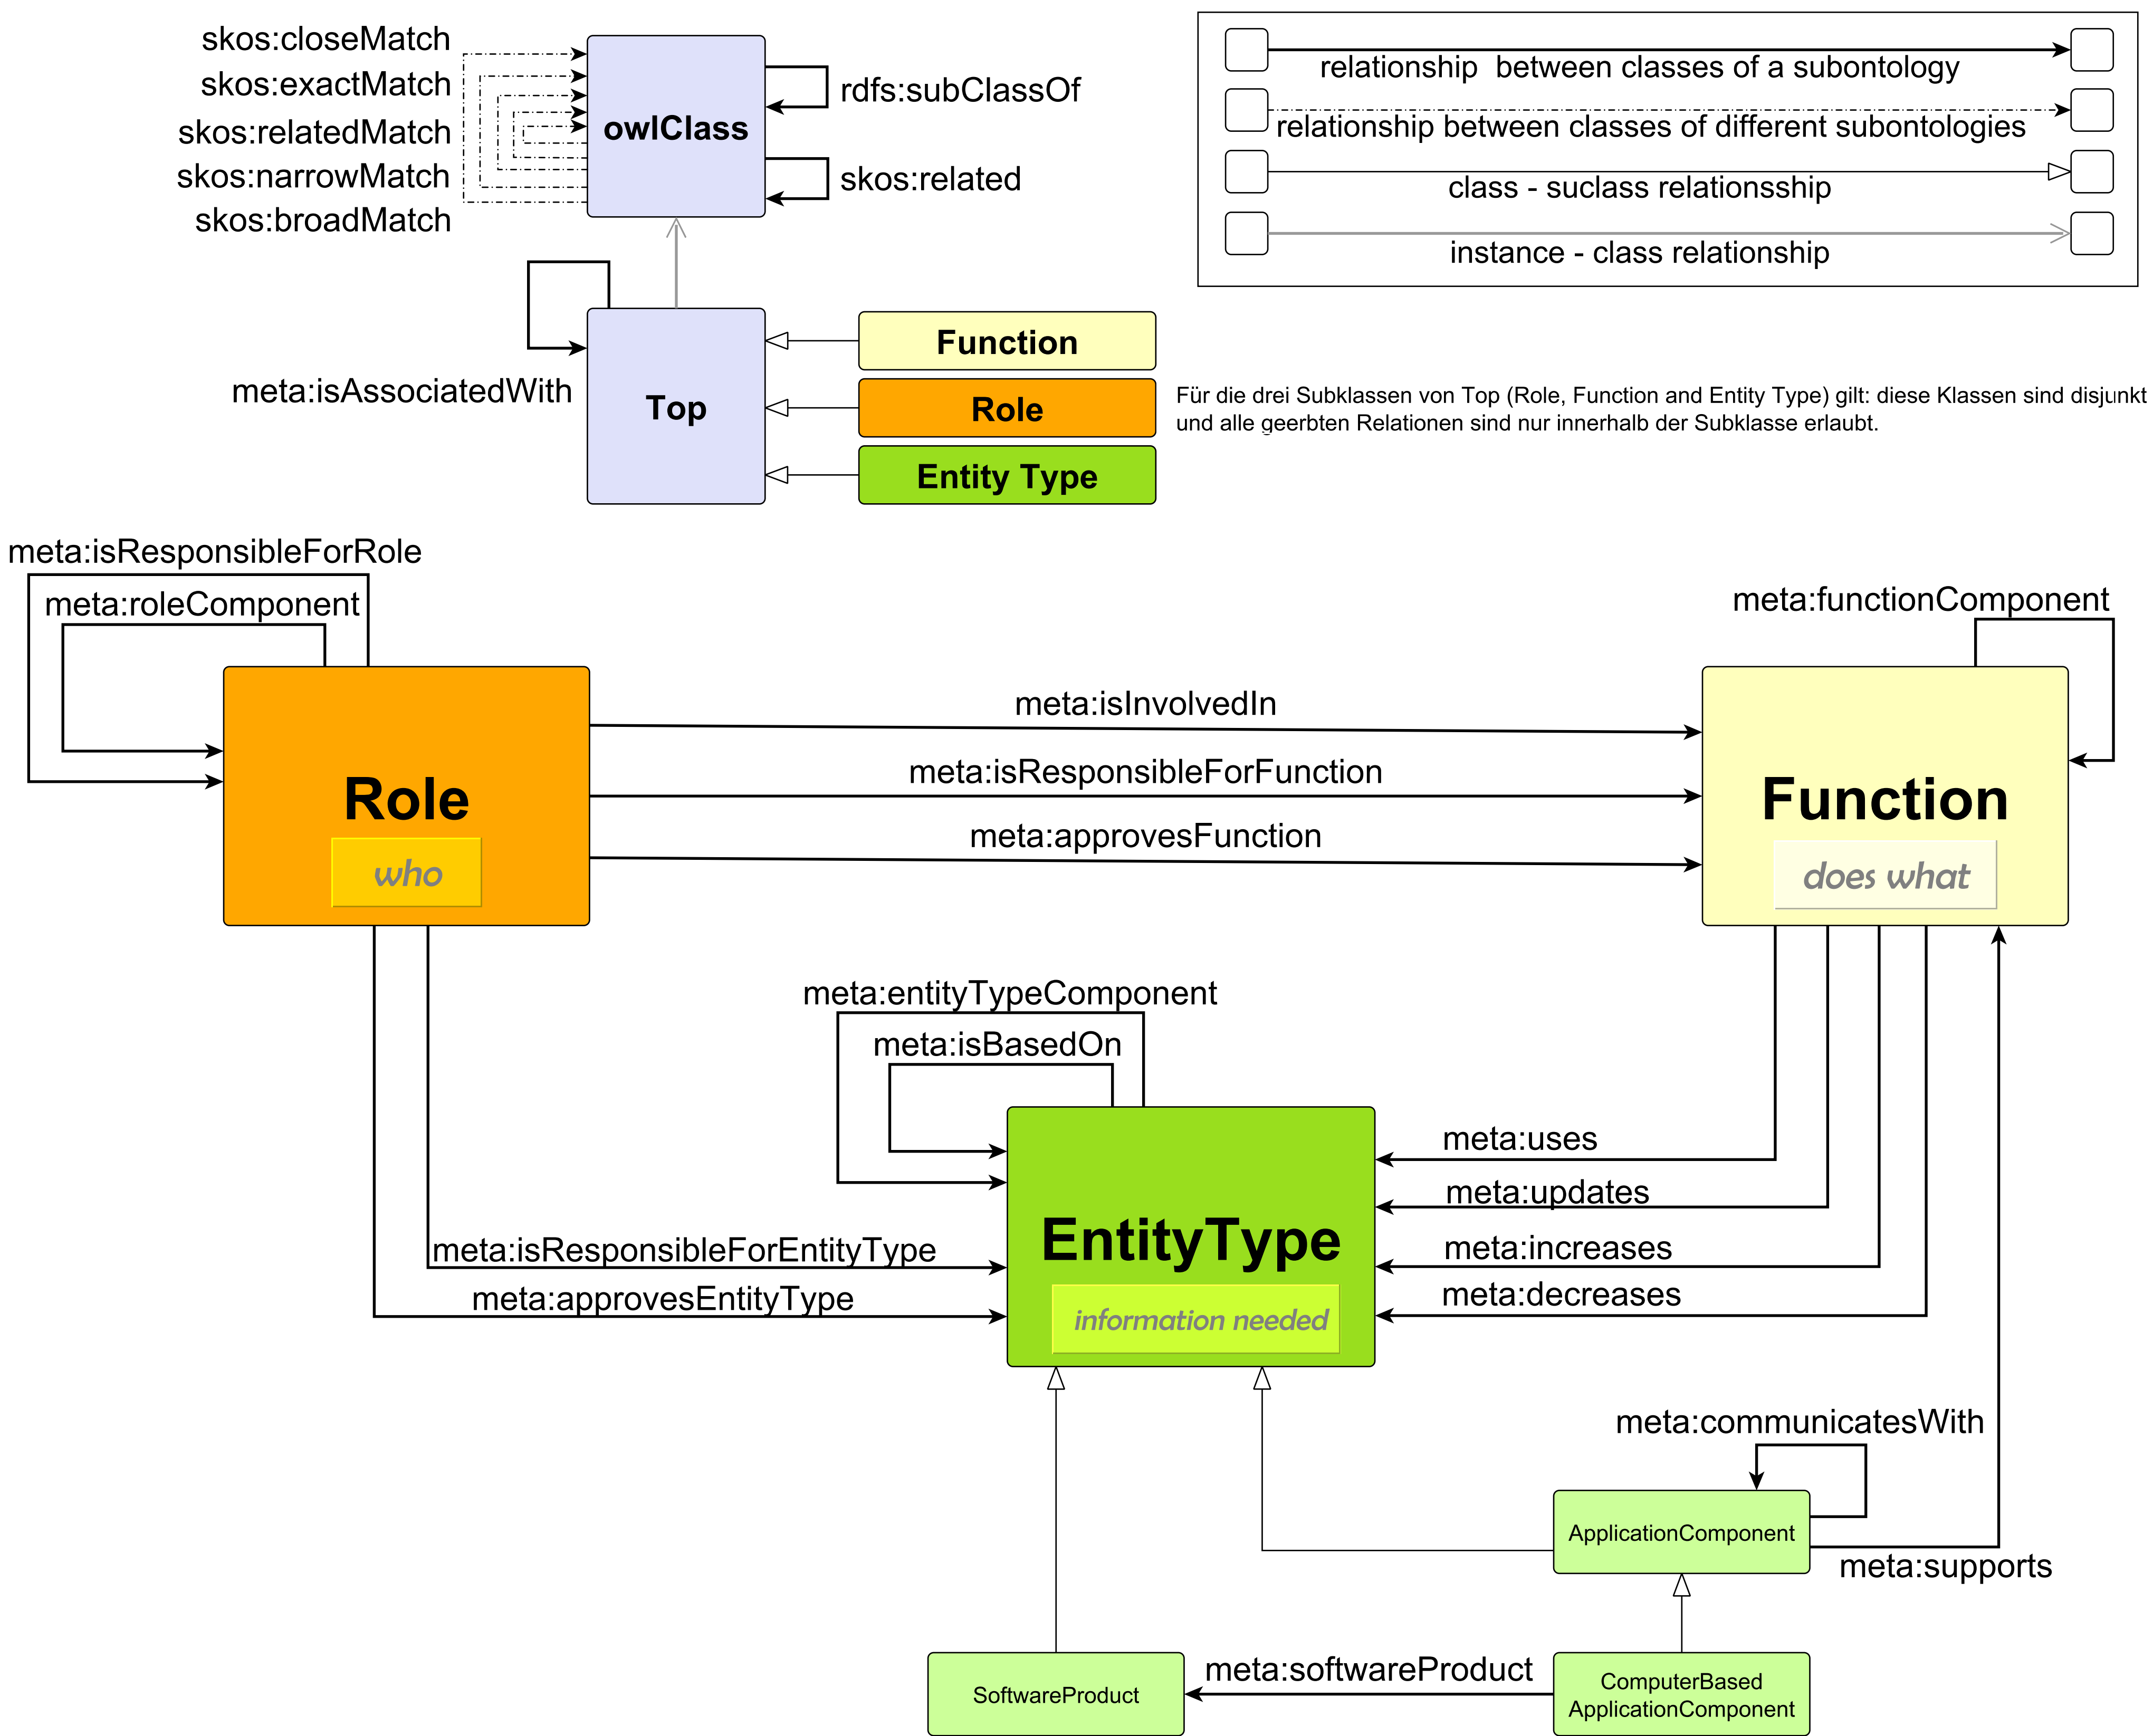 skos:closeMatch
skos:exactMatch
skos:relatedMatch
skos:narrowMatch
skos:broadMatch
owlClass
rdfs:subClassOf
skos:related
relationship between classes of a subontology
relationship between classes of different subontologies
class - suclass relationsship
instance - class relationship
meta:isAssociatedWith
Top
Function
Role
Entity Type
Für die drei Subklassen von Top (Role, Function and Entity Type) gilt: diese Klassen sind disjunkt
und alle geerbten Relationen sind nur innerhalb der Subklasse erlaubt.
meta:isResponsibleForRole
meta:roleComponent
meta:functionComponent
Role
who
meta:isInvolvedIn
meta:isResponsibleForFunction
meta:approvesFunction
Function
does what
meta:entityTypeComponent
meta:isBasedOn
meta:uses
meta:updates
meta:increases
meta:decreases
EntityType
information needed
meta:isResponsibleForEntityType
meta:approvesEntityType
meta:communicatesWith
ApplicationComponent
meta:supports
SoftwareProduct
meta:softwareProduct
ComputerBased
ApplicationComponent